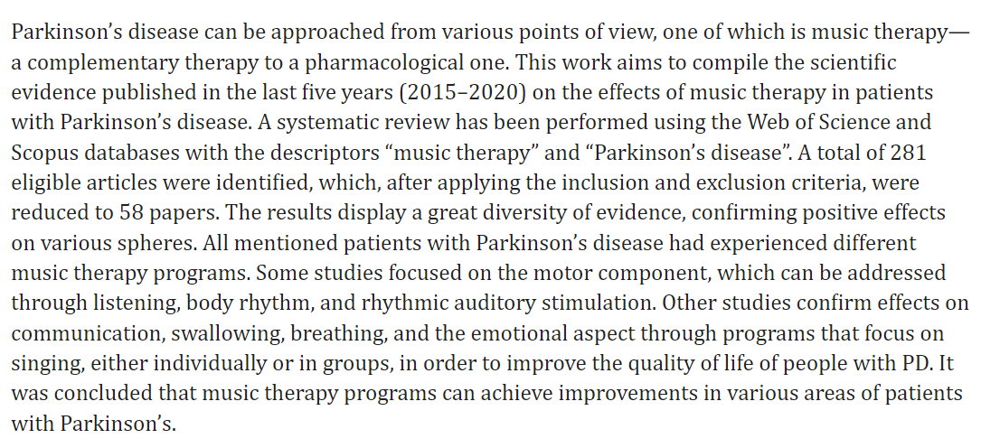 Parkinson’s disease can be approached from various points of view, one of which is music therapy—
a complementary therapy to a pharmacological one. This work aims to compile the scientific
evidence published in the last five years (2015–2020) on the effects of music therapy in patients
with Parkinson’s disease. A systematic review has been performed using the Web of Science and
Scopus databases with the descriptors “music therapy” and “Parkinson’s disease”. A total of 281
eligible articles were identified, which, after applying the inclusion and exclusion criteria, were
reduced to 58 papers. The results display a great diversity of evidence, confirming positive effects
on various spheres. All mentioned patients with Parkinson’s disease had experienced different
music therapy programs. Some studies focused on the motor component, which can be addressed
through listening, body rhythm, and rhythmic auditory stimulation. Other studies confirm effects on
communication, swallowing, breathing, and the emotional aspect through programs that focus on
singing, either individually or in groups, in order to improve the quality of life of people with PD. It
was concluded that music therapy programs can achieve improvements in various areas of patients
with Parkinson’s.